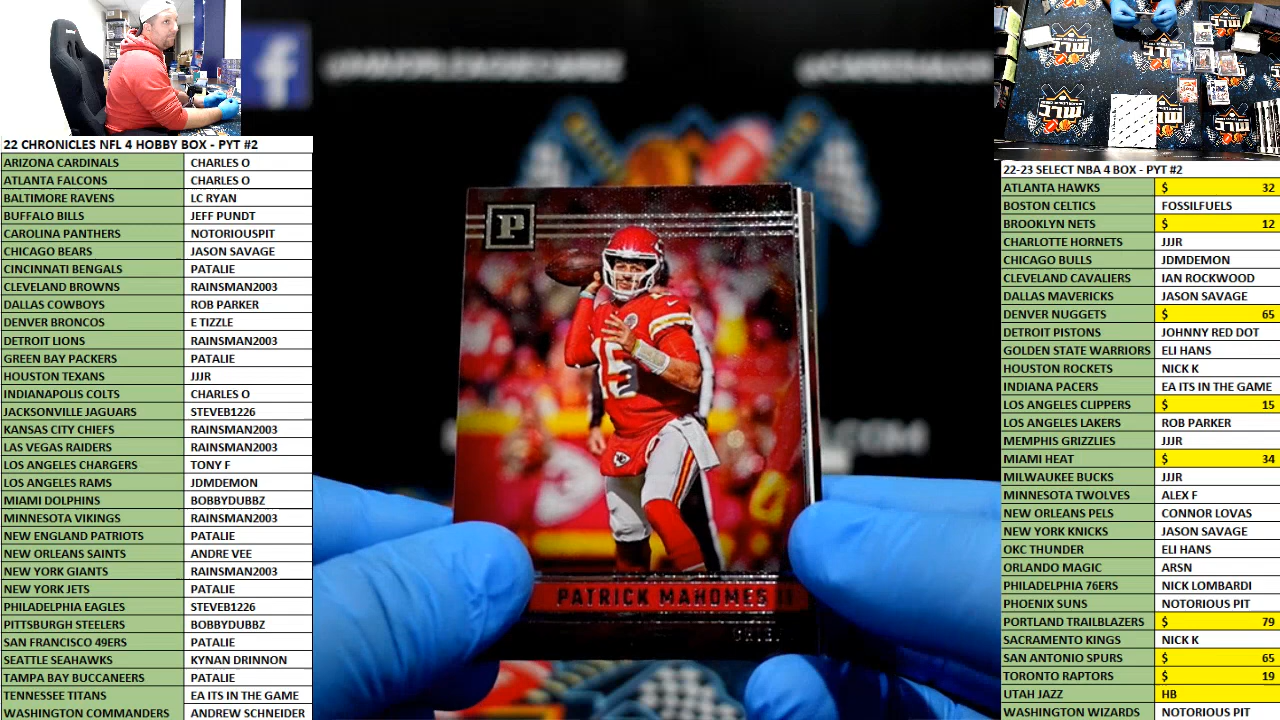 22 CHRONICLES NFL 4 HOBBY BOX - PYT #2
ARIZONA CARDINALS CHARLES O
ATLANTA FALCONS CHARLES O
BALTIMORE RAVENS LC RYAN
BUFFALO BILLS JEFF PUNDT
CAROLINAPANTHERS NOTORIOUSPIT
CHICAGO BEARS JASON SAVAGE
CINCINNATI BENGALS PATALIE
CLEVELAND BROWNS RAINSMAN2003
DALLAS COWBOYS ROB PARKER
DENVER BRONCOS E TIZZLE
DETROIT LIONS RAINSMAN2003
GREEN BAY PACKERS PATALIE
HOUSTON TEXANS JJJR
INDIANAPOLIS COLTS CHARLES O
JACKSONVILLE JAGUARS STEVEB1226
KANSAS CITY CHIEFS RAINSMAN2003
LAS VEGAS RAIDERS RAINSMAN2003
LOS ANGELES CHARGERS TONY F
LOS ANGELES RAMS JDMDEMON
MIAMI DOLPHINS BOBBYDUBBZ
MINNESOTA VIKINGS RAINSMAN2003
NEW ENGLAND PATRIOTS PATALIE
NEW ORLEANS SAINTS ANDRE VEE
NEW YORK GIANTS RAINSMAN2003
NEW YORK JETS PATALIE
PHILADELPHIA EAGLES STEVEB1226
PITTSBURGH STEELERS BOBBYDUBBZ
SAN FRANCISCO 49ERS PATALIE
SEATTLE SEAHAWKS KYNAN DRINNON
TAMPA BAY BUCCANEERS PATALIE
TENNESSEE TITANS EA ITS IN THE GAME
WASHINGTON COMMANDERS ANDREW SCHNEIDER
f
P
15
PATRICK MAHOMES II
22-23 SELECT NBA 4 BOX - PYT #2
ATLANTA HAWKS $ 32
BOSTON CELTICS FOSSILFUELS
BROOKLYN NETS $ 12
CHARLOTTE HORNETS JJJR
CHICAGO BULLS JDMDEMON
CLEVELAND CAVALIERS IAN ROCKWOOD
DALLAS MAVERICKS JASON SAVAGE
DENVER NUGGETS $ 65
DETROIT PISTONS JOHNNY RED DOT
GOLDEN STATE WARRIORS ELI HANS
HOUSTON ROCKETS NICK K
INDIANA PACERS EA ITS IN THE GAME
LOS ANGELES CLIPPERS $ 15
LOS ANGELES LAKERS ROB PARKER
MEMPHIS GRIZZLIES JJJR
MIAMI HEAT $ 34
MILWAUKEE BUCKS JJJR
MINNESOTA TWOLVES ALEX F
NEW ORLEANS PELS CONNOR LOVAS
NEW YORK KNICKS JASON SAVAGE
OKC THUNDER ELI HANS
ORLANDO MAGIC ARSN
PHILADELPHIA 76ERS NICK LOMBARDI
PHOENIX SUNS NOTORIOUS PIT
PORTLAND TRAILBLAZERS $ 79
SACRAMENTO KINGS NICK K
SAN ANTONIO SPURS $ 65
TORONTO RAPTORS $ 19
UTAH JAZZ HB
WASHINGTON WIZARDS NOTORIOUS PIT